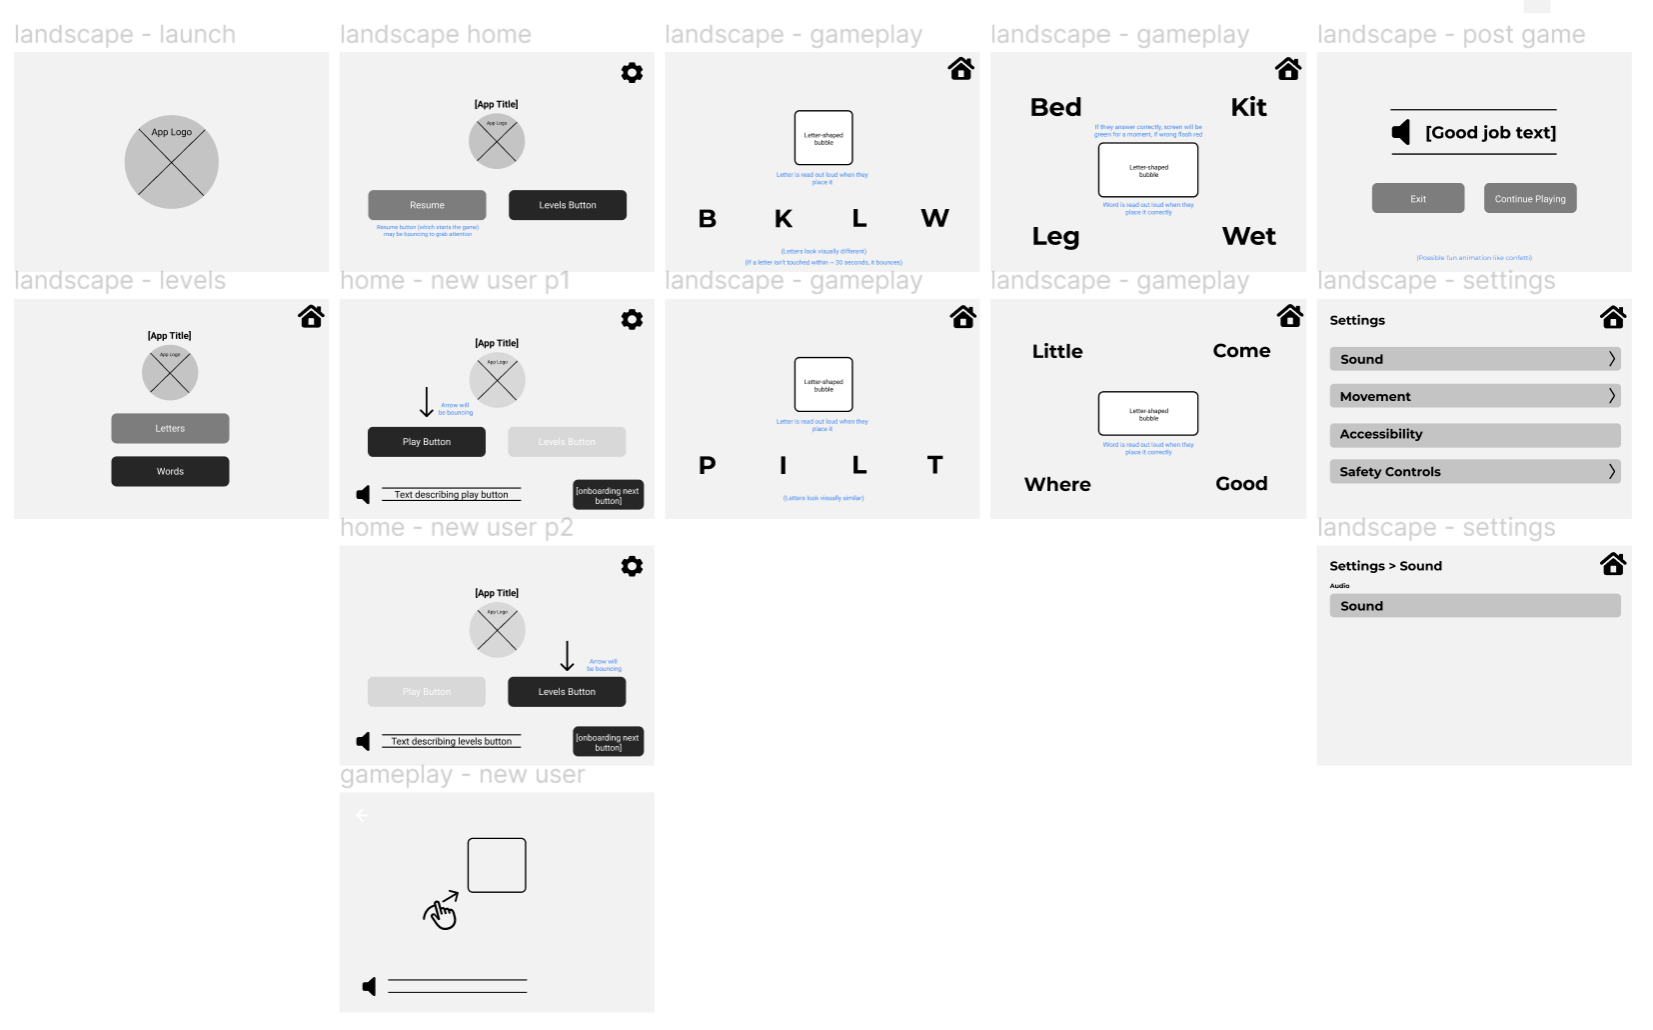 landscape - launch
App Logo
landscape home
[App Title]
App Logo
Resume
Levels Button
Resume button (which starts the game)
may be bouncing to grab attention
landscape - gameplay
Letter-shaped
bubble
Letter is read out loud when they
place it
B K L W
(Letters look visually different)
(If a letter isn't touched within ~ 30 seconds, it bounces)
landscape - gameplay
Bed Kit
If they answer correctly, screen will be
green for a moment, if wrong flash red
Letter-shaped
bubble
Word is read out loud when they
place it correctly
Leg Wet
landscape - post game
[Good job text]
Exit
Continue Playing
(Possible fun animation like confetti)
landscape - levels
[App Title]
App Logo
Letters
Words
home - new user p1
[App Title]
App Logo
Arrow will
be bouncing
Play Button
Levels Button
Text describing play button
[onboarding next
button]
landscape - gameplay
Letter-shaped
bubble
Letter is read out loud when they
place it
P I L T
(Letters look visually similar)
landscape - gameplay
Little Come
Letter-shaped
bubble
Word is read out loud when they
place it correctly
Where Good
landscape - settings
Settings
Sound
Movement
Accessibility
Safety Controls
home - new user p2
[App Title]
App Logo
Arrow will
be bouncing
Play Button
Levels Button
Text describing levels button
[onboarding next
button]
landscape - settings
Settings > Sound
Audio
Sound
gameplay - new user